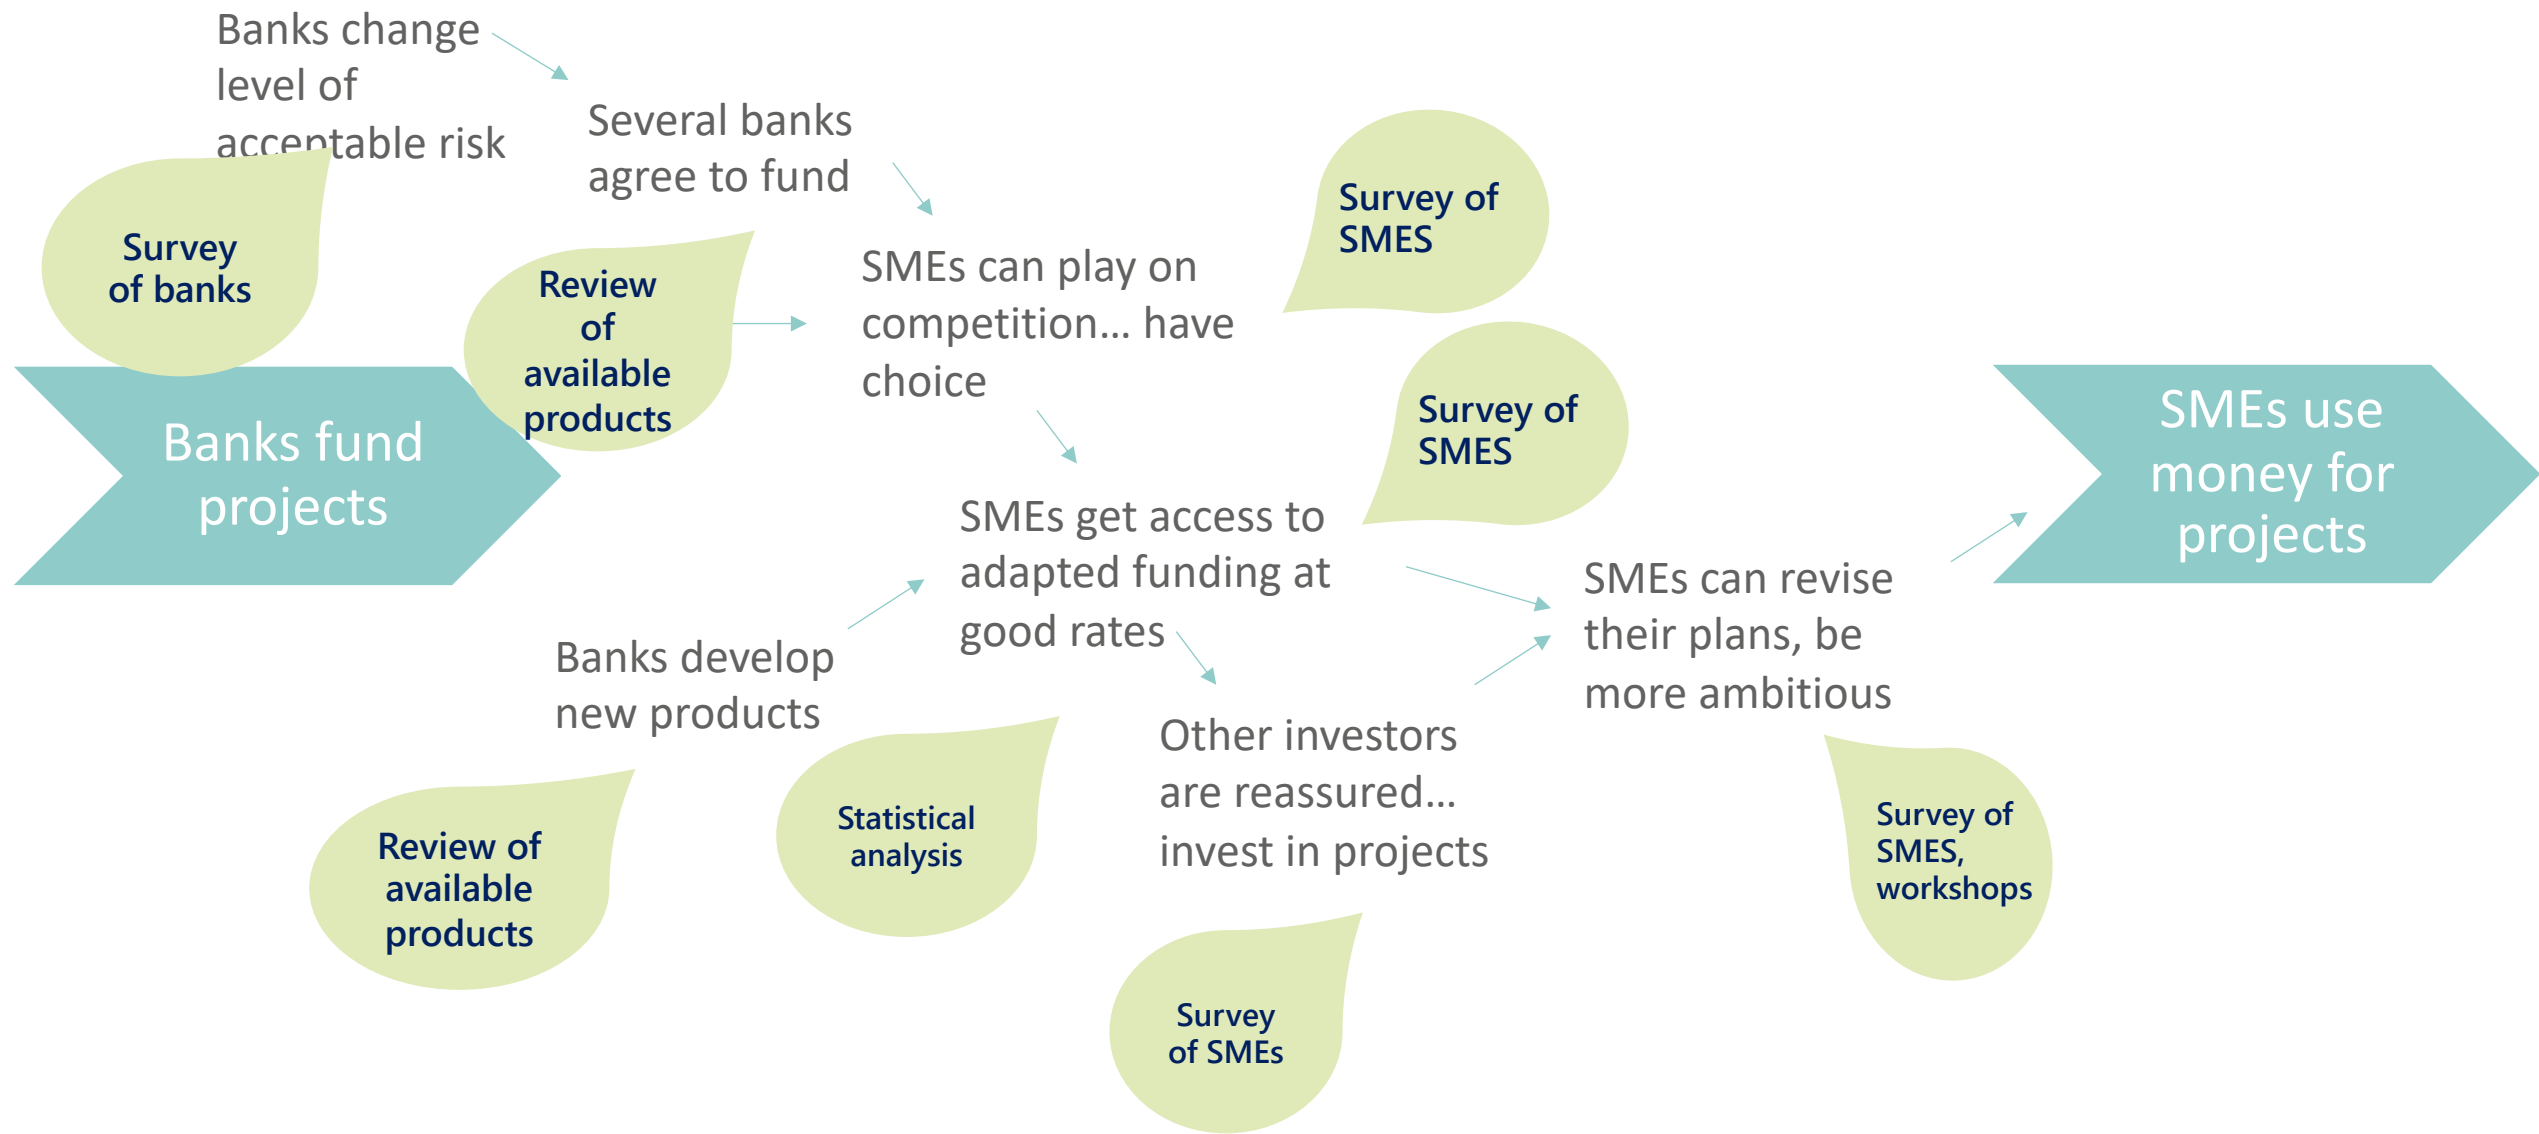 Banks change
level of
acceptable risk
Several banks
agree to fund
Survey
of banks
Review
of
available
products
SMEs can play on
competition... have
choice
Survey of
SMES
Survey of
SMES
Banks fund
projects
SMEs use
money for
projects
SMEs get access to
adapted funding at
good rates
SMEs can revise
their plans, be
more ambitious
Banks develop
new products
Other investors
are reassured...
invest in projects
Review of
available
products
Statistical
analysis
Survey of
SMES,
workshops
Survey
of SMEs